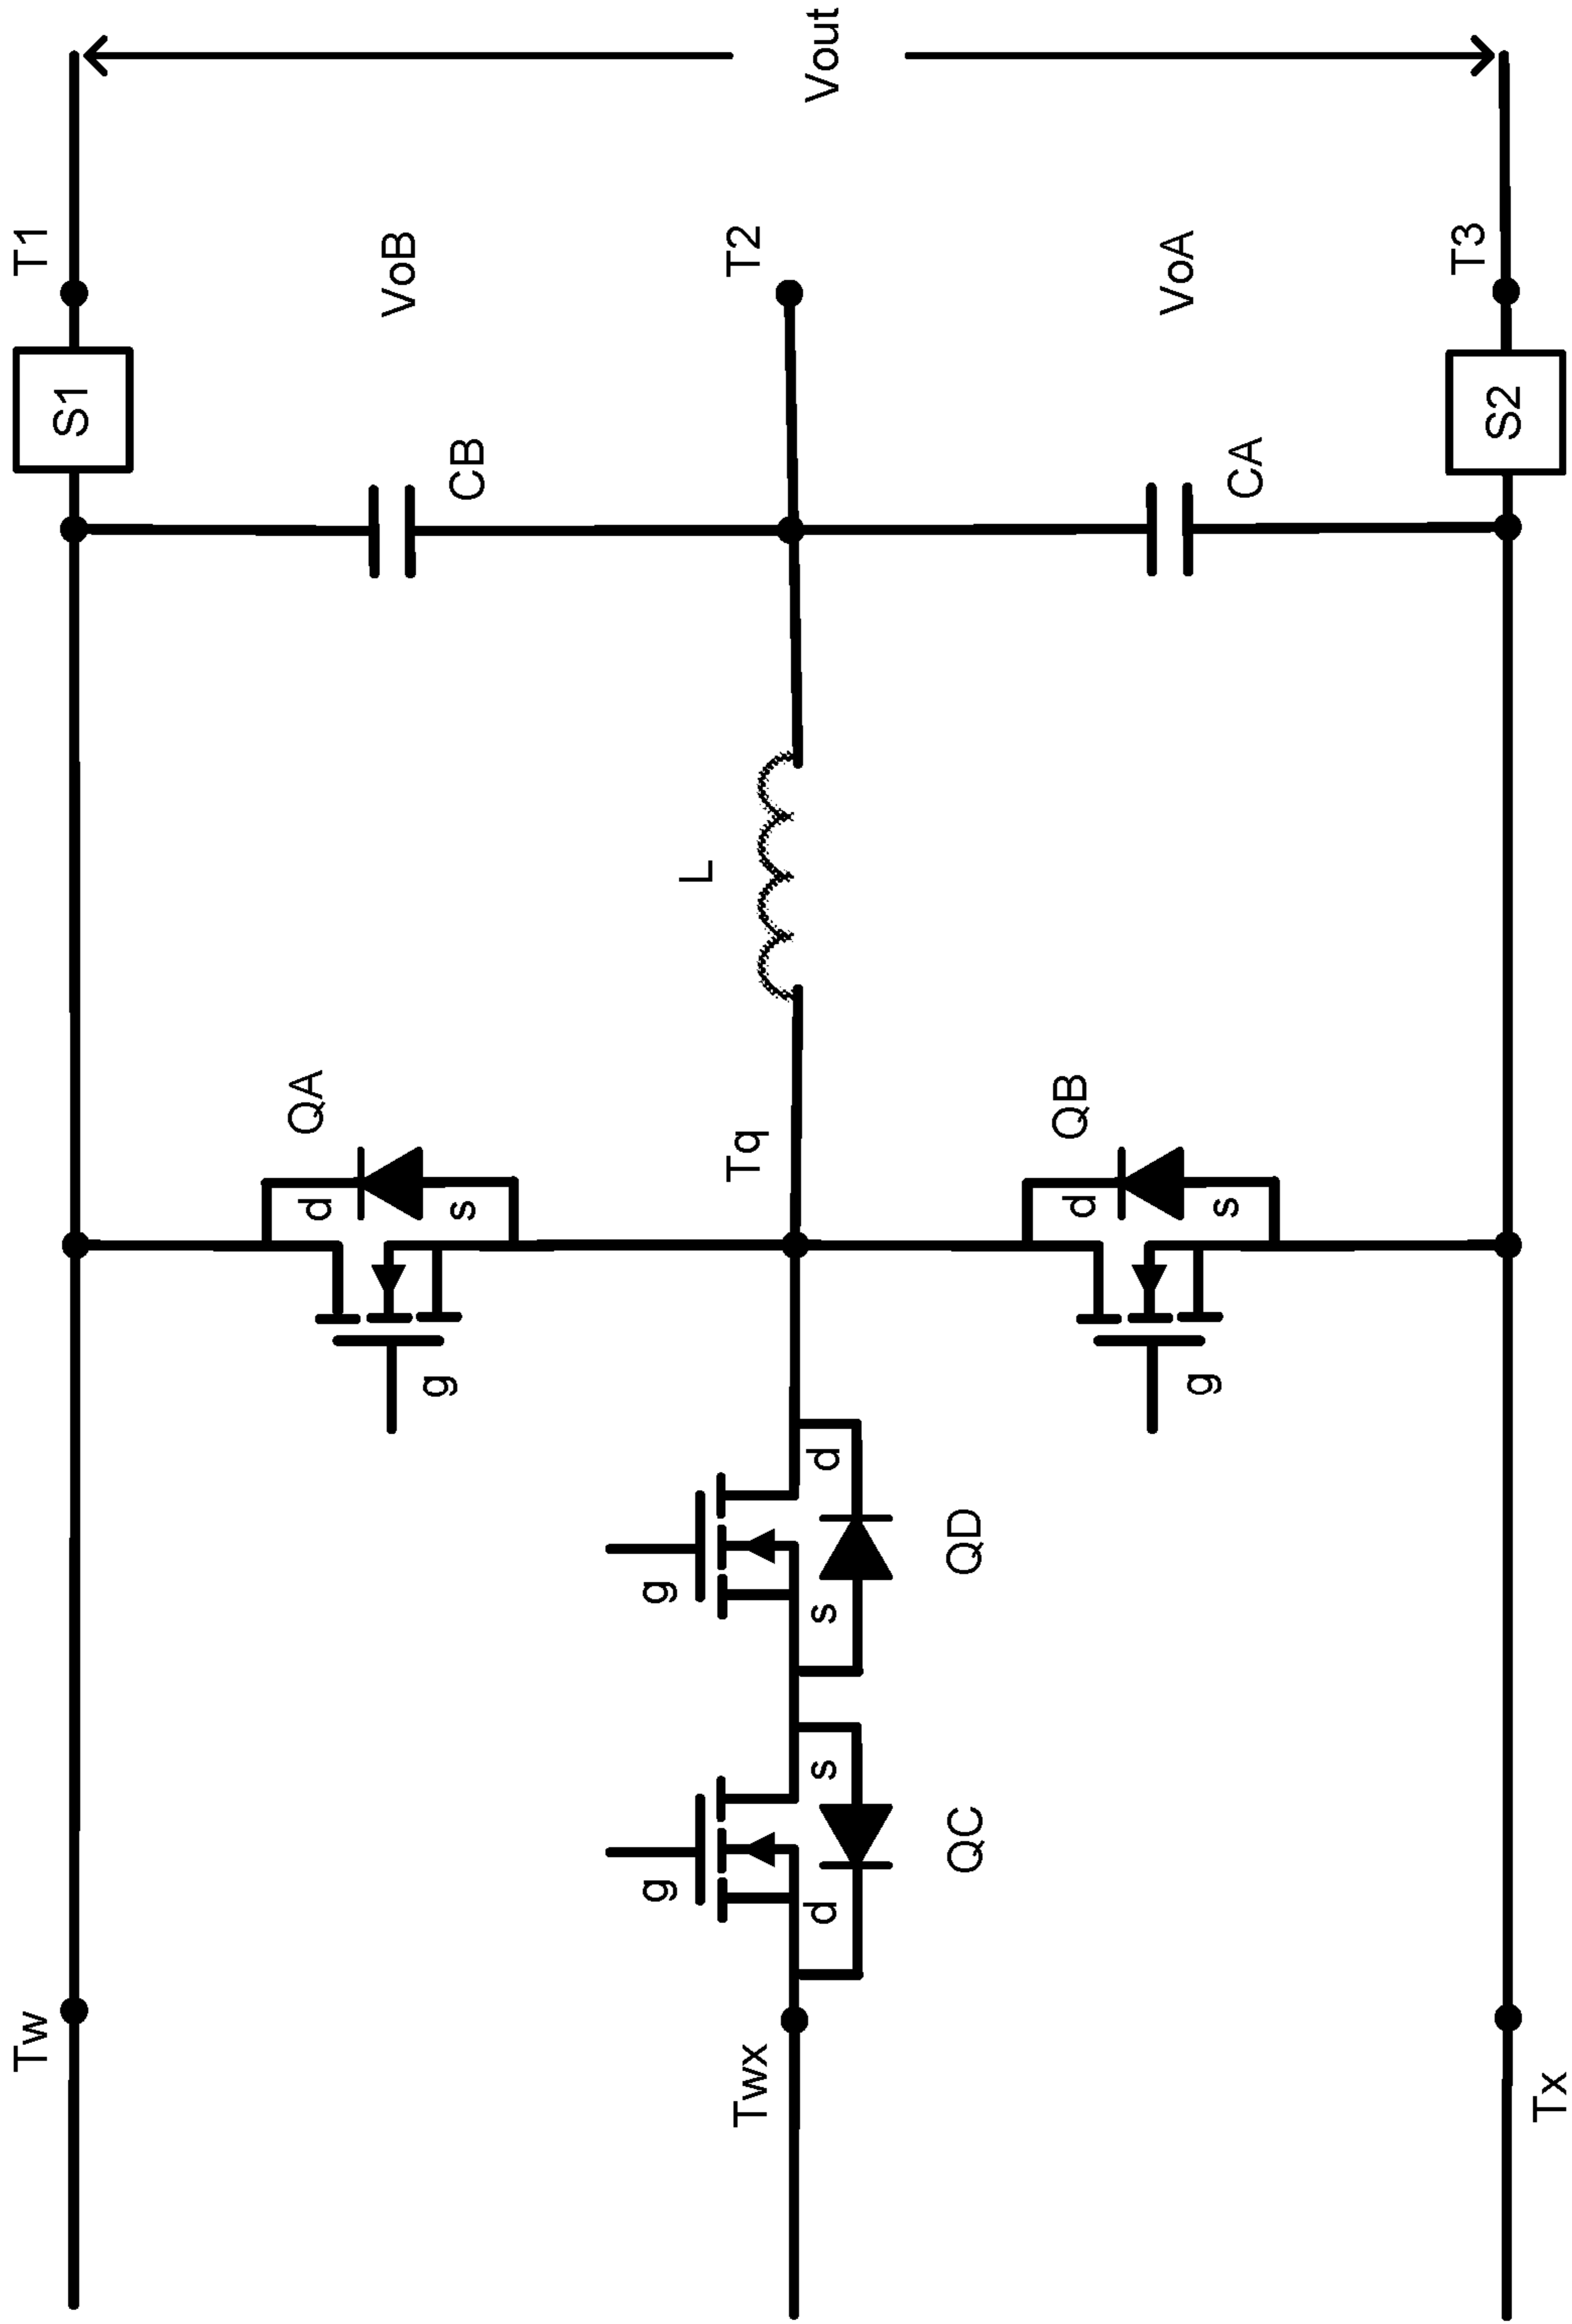 T1
Vout
T2
T3
VoB
VoA
S1
S2
CB
CA
L
QA
QB
Tq
d
s
d
s
g
g
d
g
s
QD
s
g
d
QC
Tw
Twx
Tx